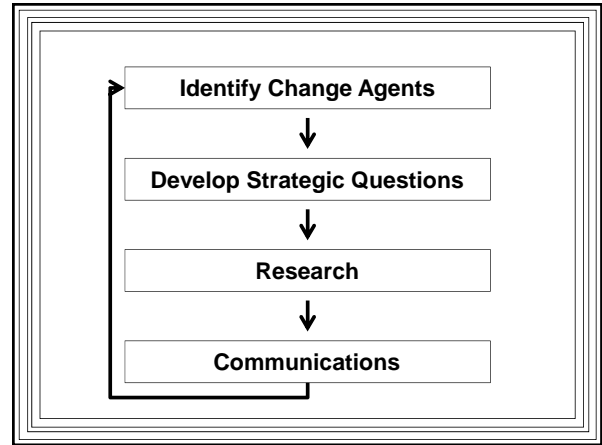 Identify Change Agents
Develop Strategic Questions
Research
Communications